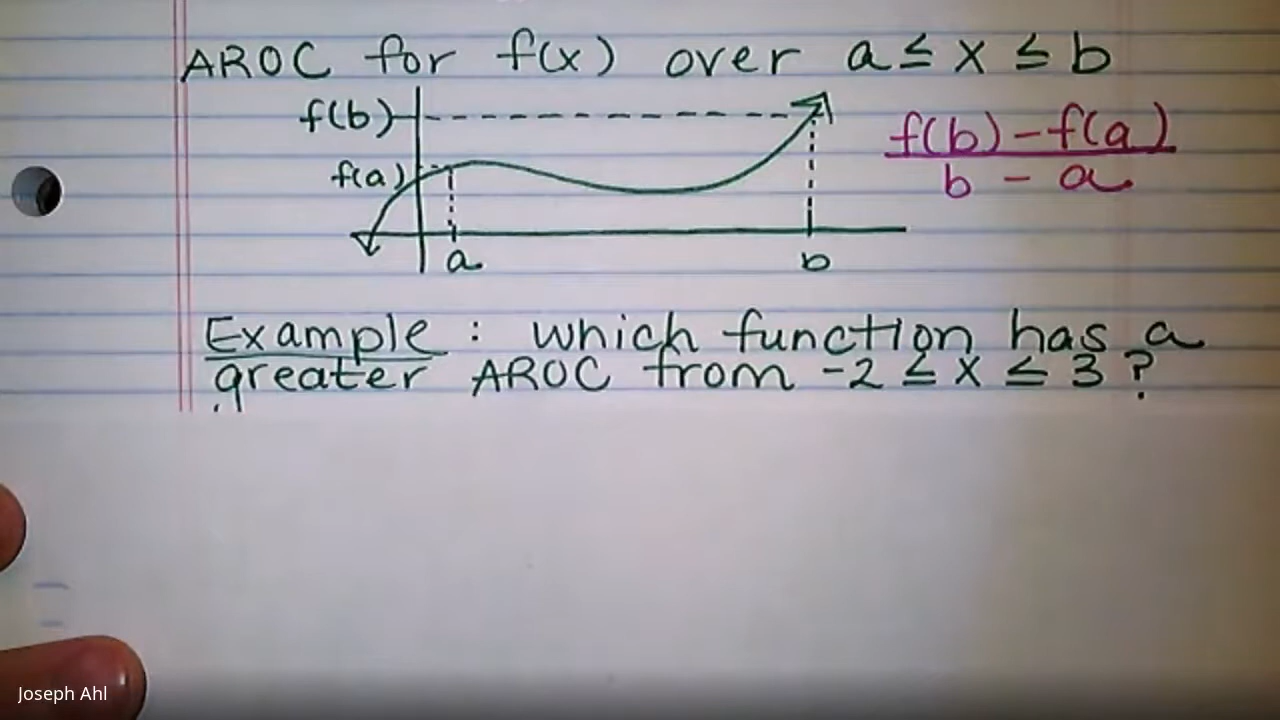 AROC for f(x) over a ≤ x ≤ b
f(b)
f(a)
a
b
f(b) - f(a)
b - a
Example : which function has a
greater AROC from -2 ≤ x ≤ 3 ?
Joseph Ahl